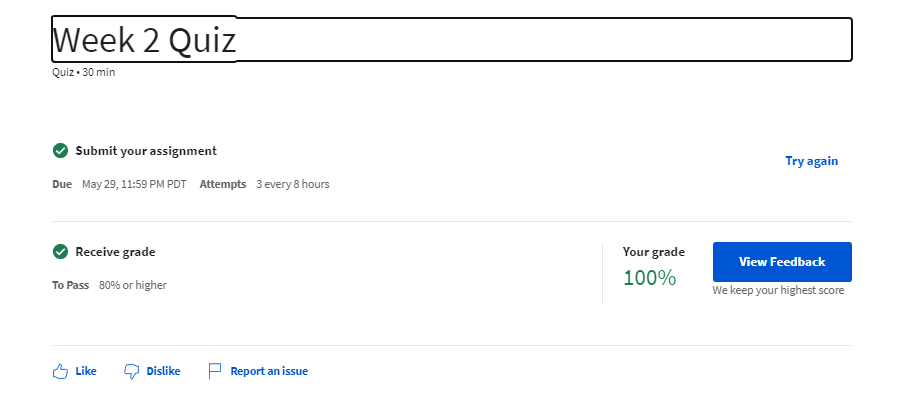 Week 2 Quiz
Quiz • 30 min
Submit your assignment
Try again
Due May 29, 11:59 PM PDT Attempts 3 every 8 hours
Receive grade
Your grade
View Feedback
100%
To Pass 80% or higher
We keep your highest score
Like Dislike Report an issue